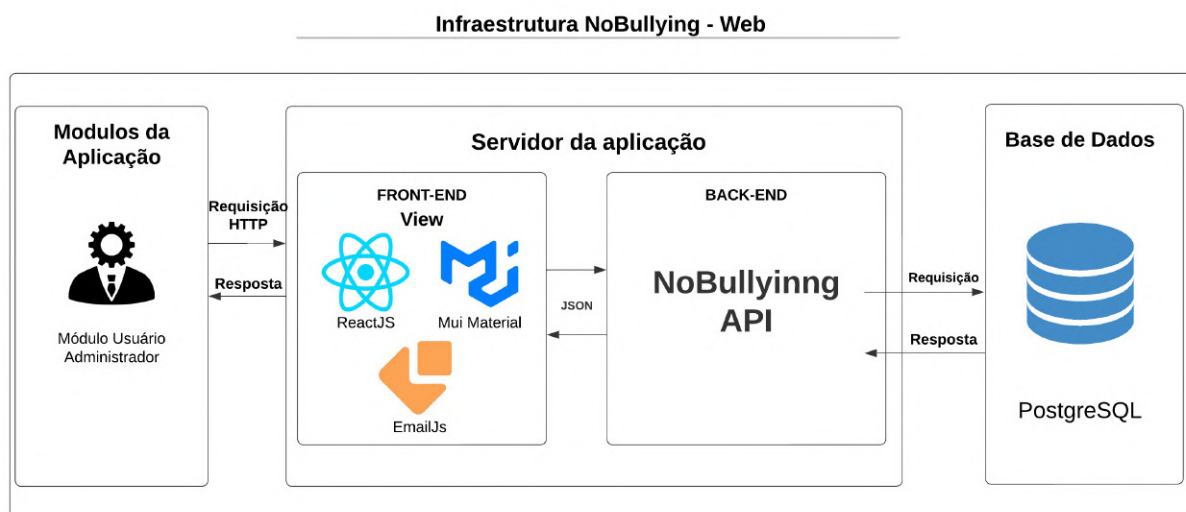 Infraestrutura NoBullying - Web
Modulos da
Aplicação
Módulo Usuário
Administrador
Requisição
HTTP
Resposta
Servidor da aplicação
FRONT-END
View
ReactJS
Mui Material
EmailJs
JSON
BACK-END
NoBullyinng
API
Requisição
Resposta
Base de Dados
PostgreSQL